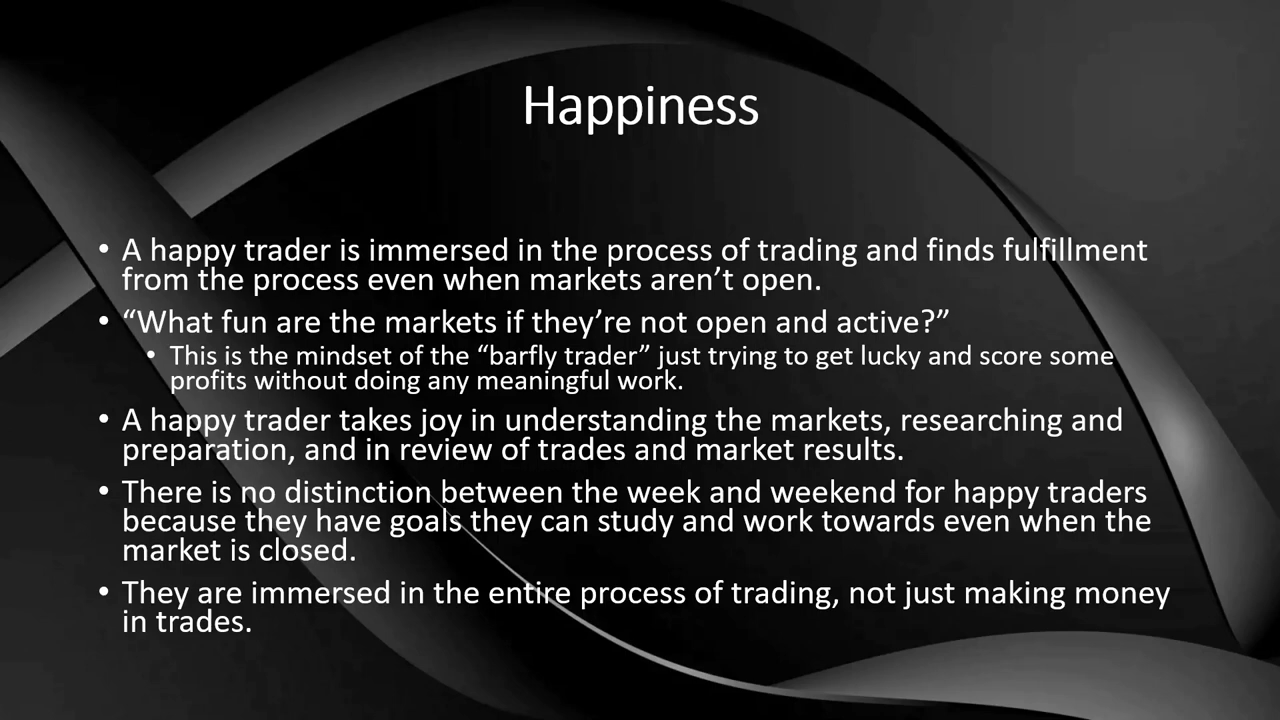 Happiness
• A happy trader is immersed in the process of trading and finds fulfillment
from the process even when markets aren’t open.
• “What fun are the markets if they’re not open and active?”
• This is the mindset of the “barfly trader” just trying to get lucky and score some
profits without doing any meaningful work.
• A happy trader takes joy in understanding the markets, researching and
preparation, and in review of trades and market results.
• There is no distinction between the week and weekend for happy traders
because they have goals they can study and work towards even when the
market is closed.
• They are immersed in the entire process of trading, not just making money
in trades.